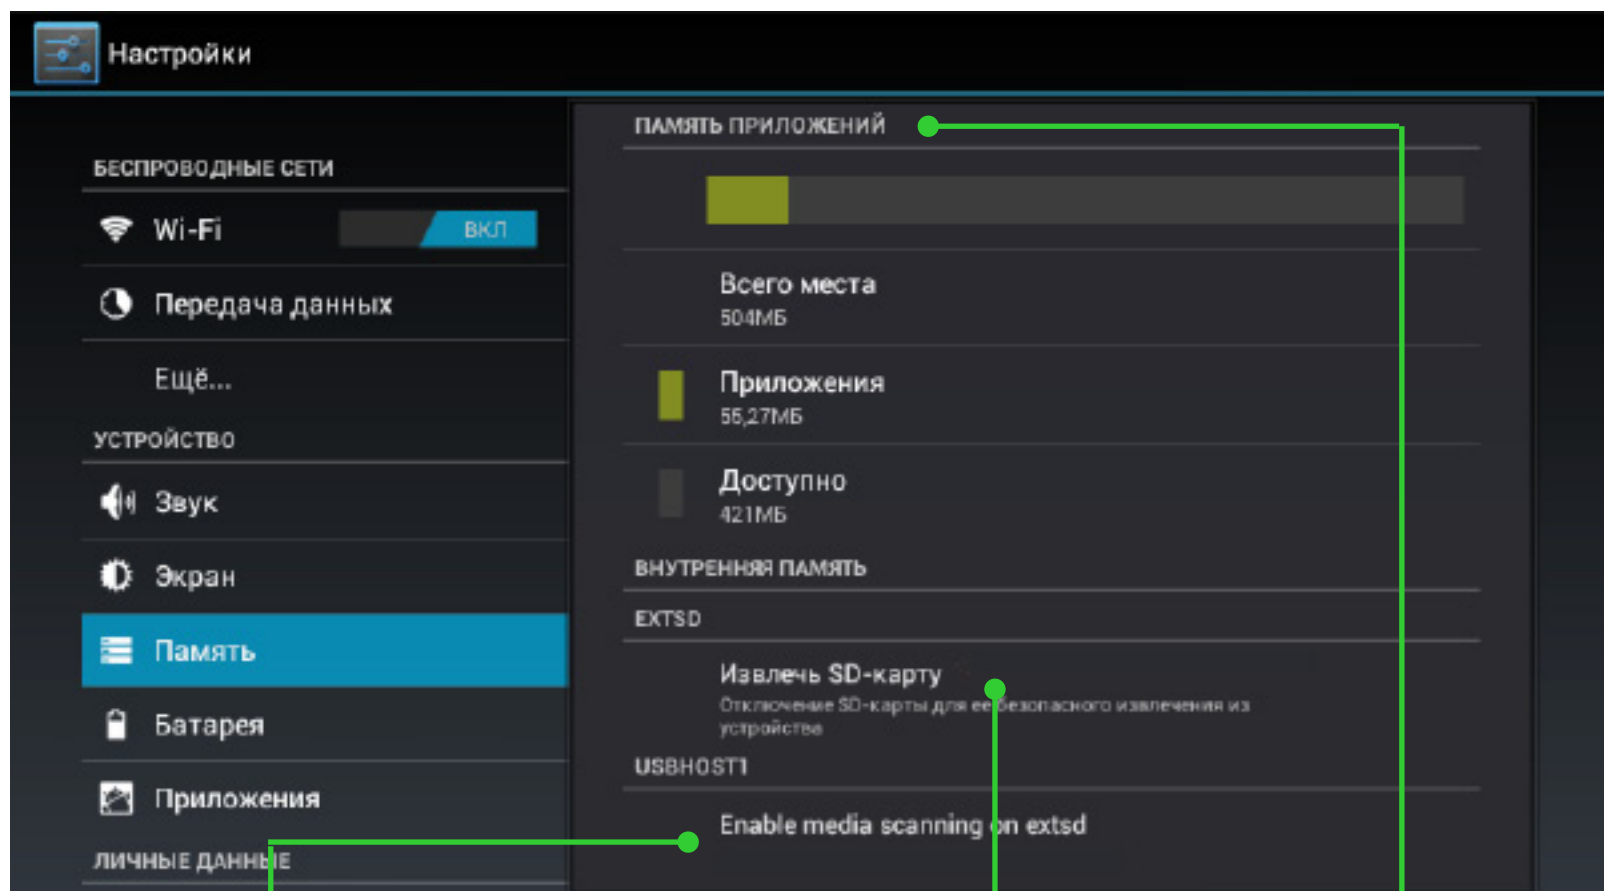 Настройки
БЕСПРОВОДНЫЕ СЕТИ
Wi-Fi
ВКЛ
Передача данных
Ещё...
УСТРОЙСТВО
Звук
Экран
Память
Батарея
Приложения
ЛИЧНЫЕ ДАННЫЕ
ПАМЯТЬ ПРИЛОЖЕНИЙ
Всего места
504МБ
Приложения
55,27МБ
Доступно
421МБ
ВНУТРЕННЯЯ ПАМЯТЬ
EXTSD
Извлечь SD-карту
Отключение SD-карты для ее безопасного извлечения из
устройства
USBHOST1
Enable media scanning on extsd